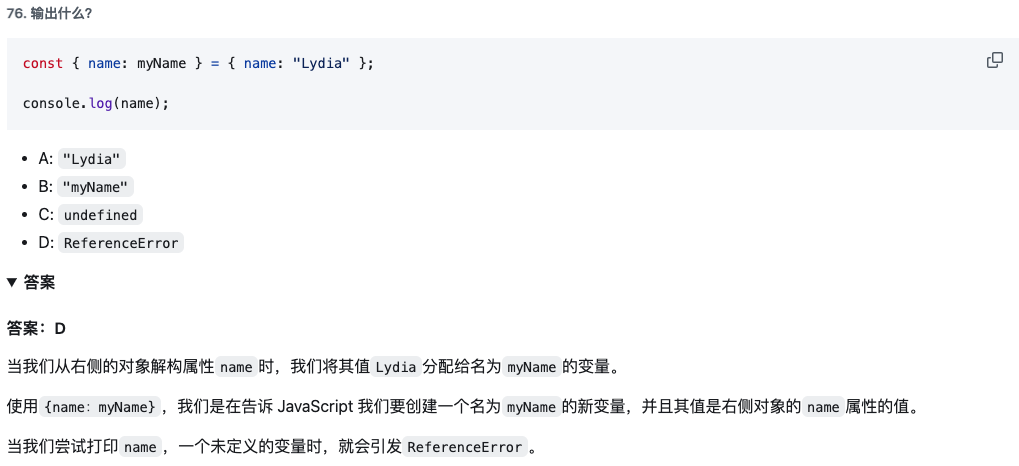 76. 输出什么?
const { name: myName } = { name: "Lydia" };
console.log(name);
A: "Lydia"
B: "myName"
C: undefined
D: ReferenceError
▼ 答案
答案：D
当我们从右侧的对象解构属性 name 时，我们将其值 Lydia 分配给名为 myName 的变量。
使用 {name: myName} ，我们是在告诉 JavaScript 我们要创建一个名为 myName 的新变量，并且其值是右侧对象的 name 属性的值。
当我们尝试打印 name ，一个未定义的变量时，就会引发 ReferenceError 。